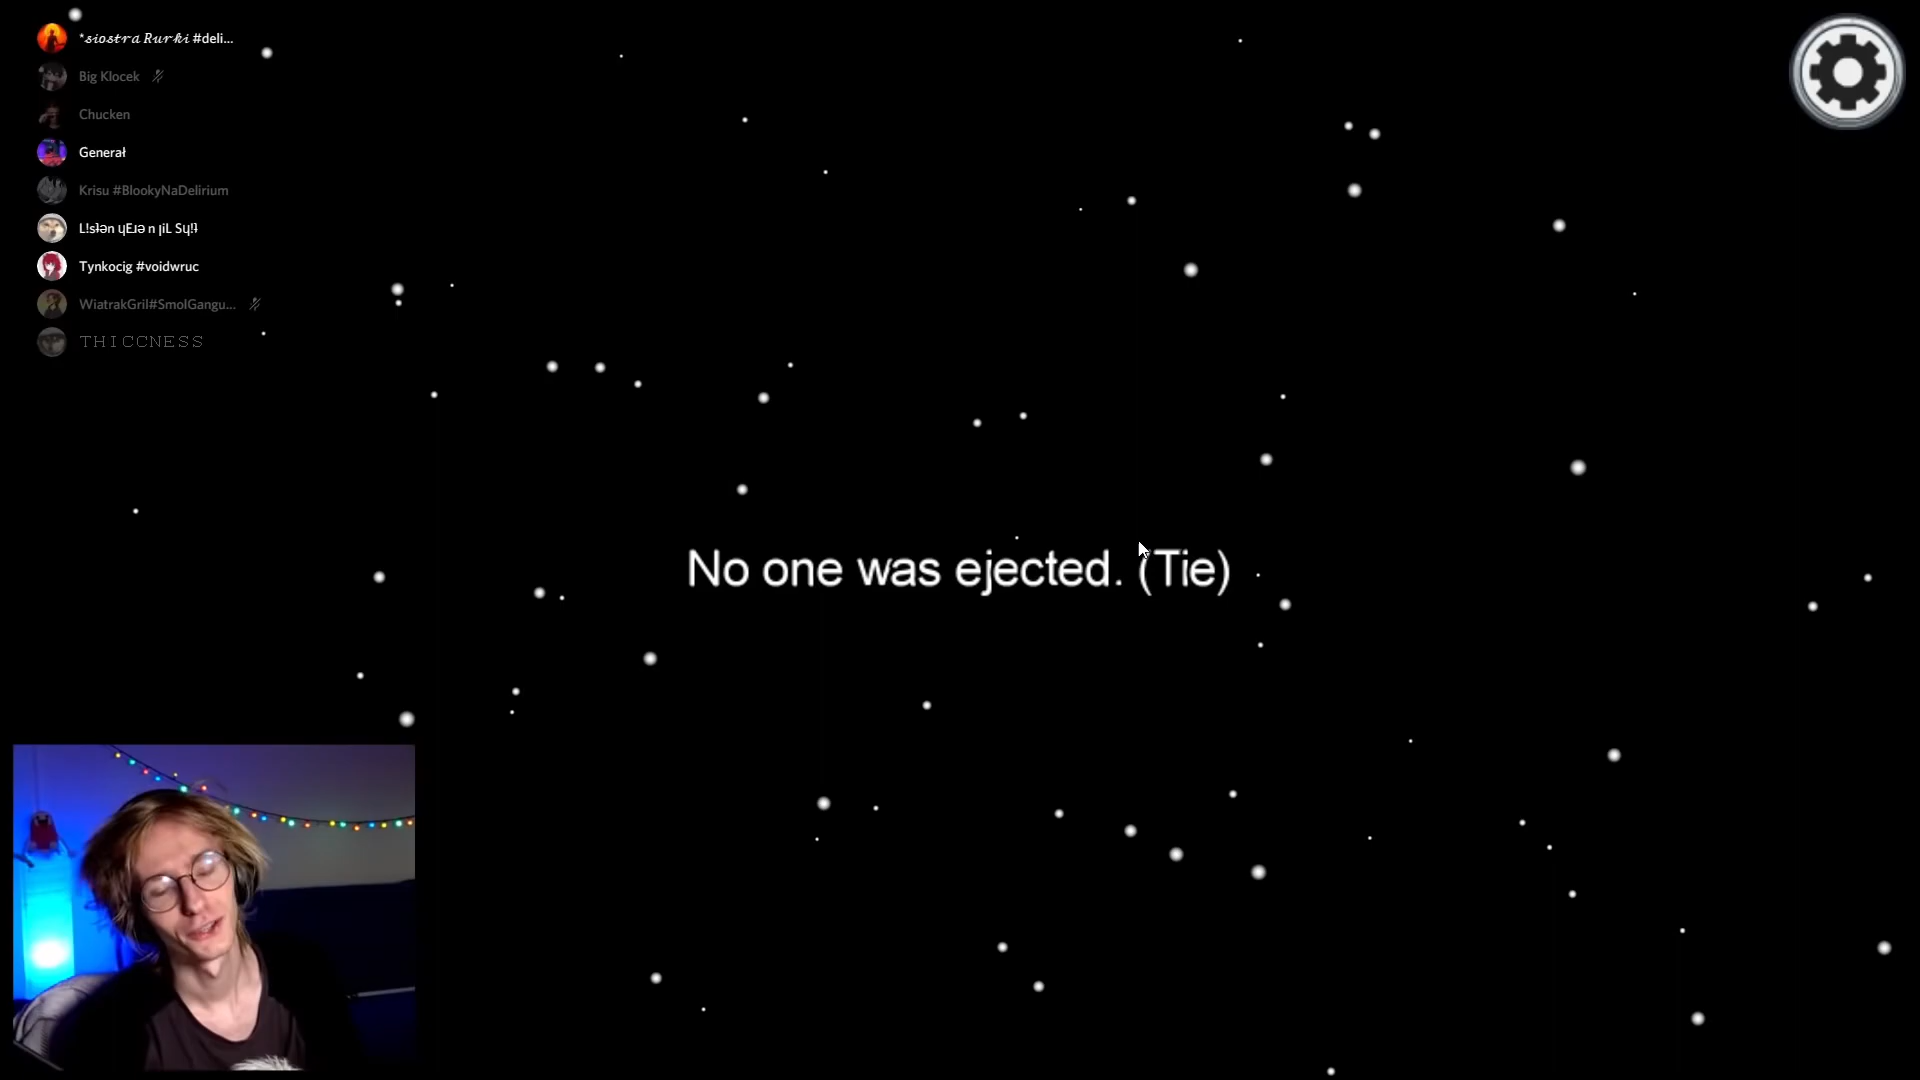 *𝓼𝓲𝓸𝓼𝓽𝓻𝓪 𝓡𝓾𝓻𝓴𝓲 #deli...
Big Klocek
Chucken
Generał
Krisu #BlookyNaDelirium
Tynkocig #voidwruc
WiatrakGril#SmolGangu...
THICCNESS
No one was ejected. (Tie)